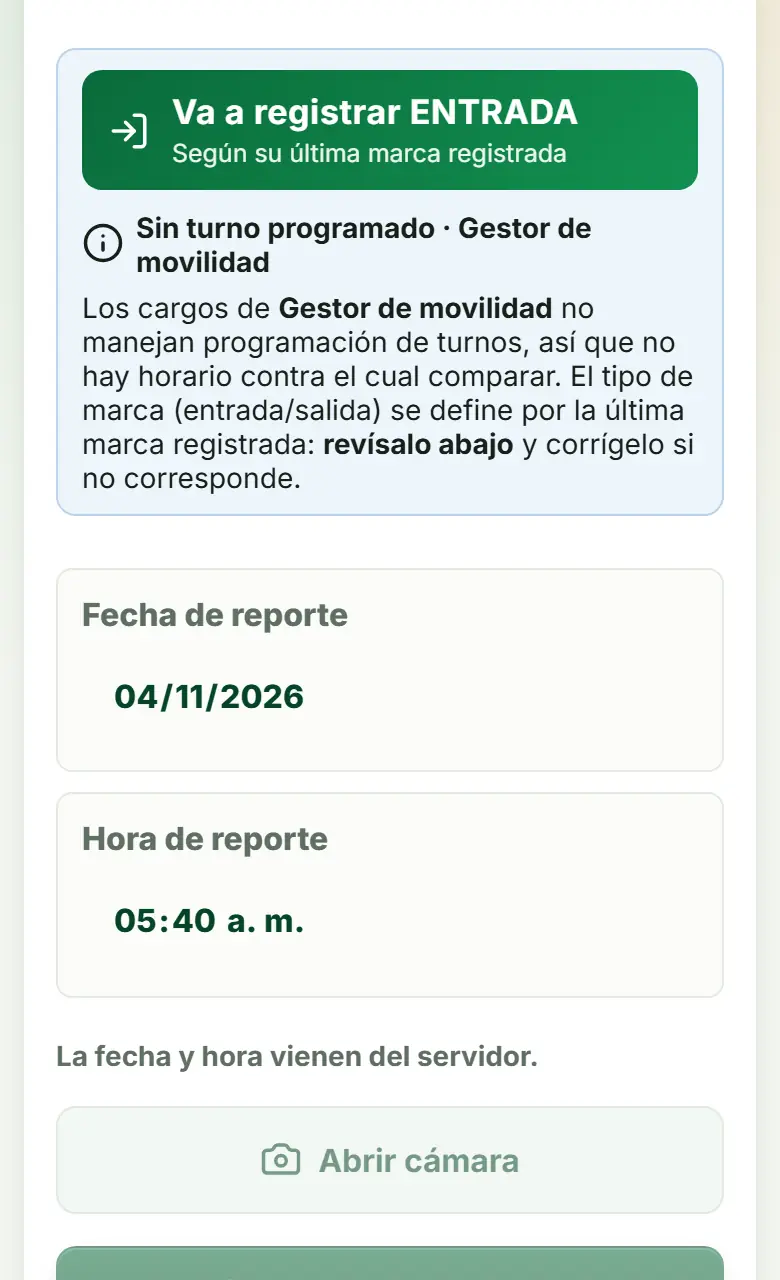 Va a registrar ENTRADA
Según su última marca registrada
Sin turno programado · Gestor de
movilidad
Los cargos de Gestor de movilidad no
manejan programación de turnos, así que no
hay horario contra el cual comparar. El tipo de
marca (entrada/salida) se define por la última
marca registrada: revísalo abajo y corrígelo si
no corresponde.
Fecha de reporte
04/11/2026
Hora de reporte
05:40 a. m.
La fecha y hora vienen del servidor.
Abrir cámara